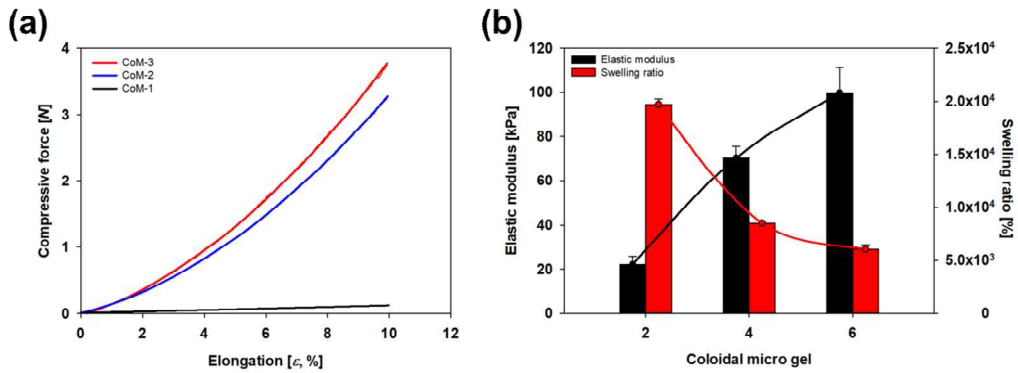 (a)
4
3
2
1
0
Compressive force [N]
CoM-3
CoM-2
CoM-1
0 2 4 6 8 10 12
Elongation [ε, %]
(b)
120
100
80
60
40
20
0
Elastic modulus [kPa]
Elastic modulus
Swelling ratio
2.5x10⁴
2.0x10⁴
1.5x10⁴
1.0x10⁴
5.0x10³
0
Swelling ratio
[%]
2 4 6
Coloidal micro gel